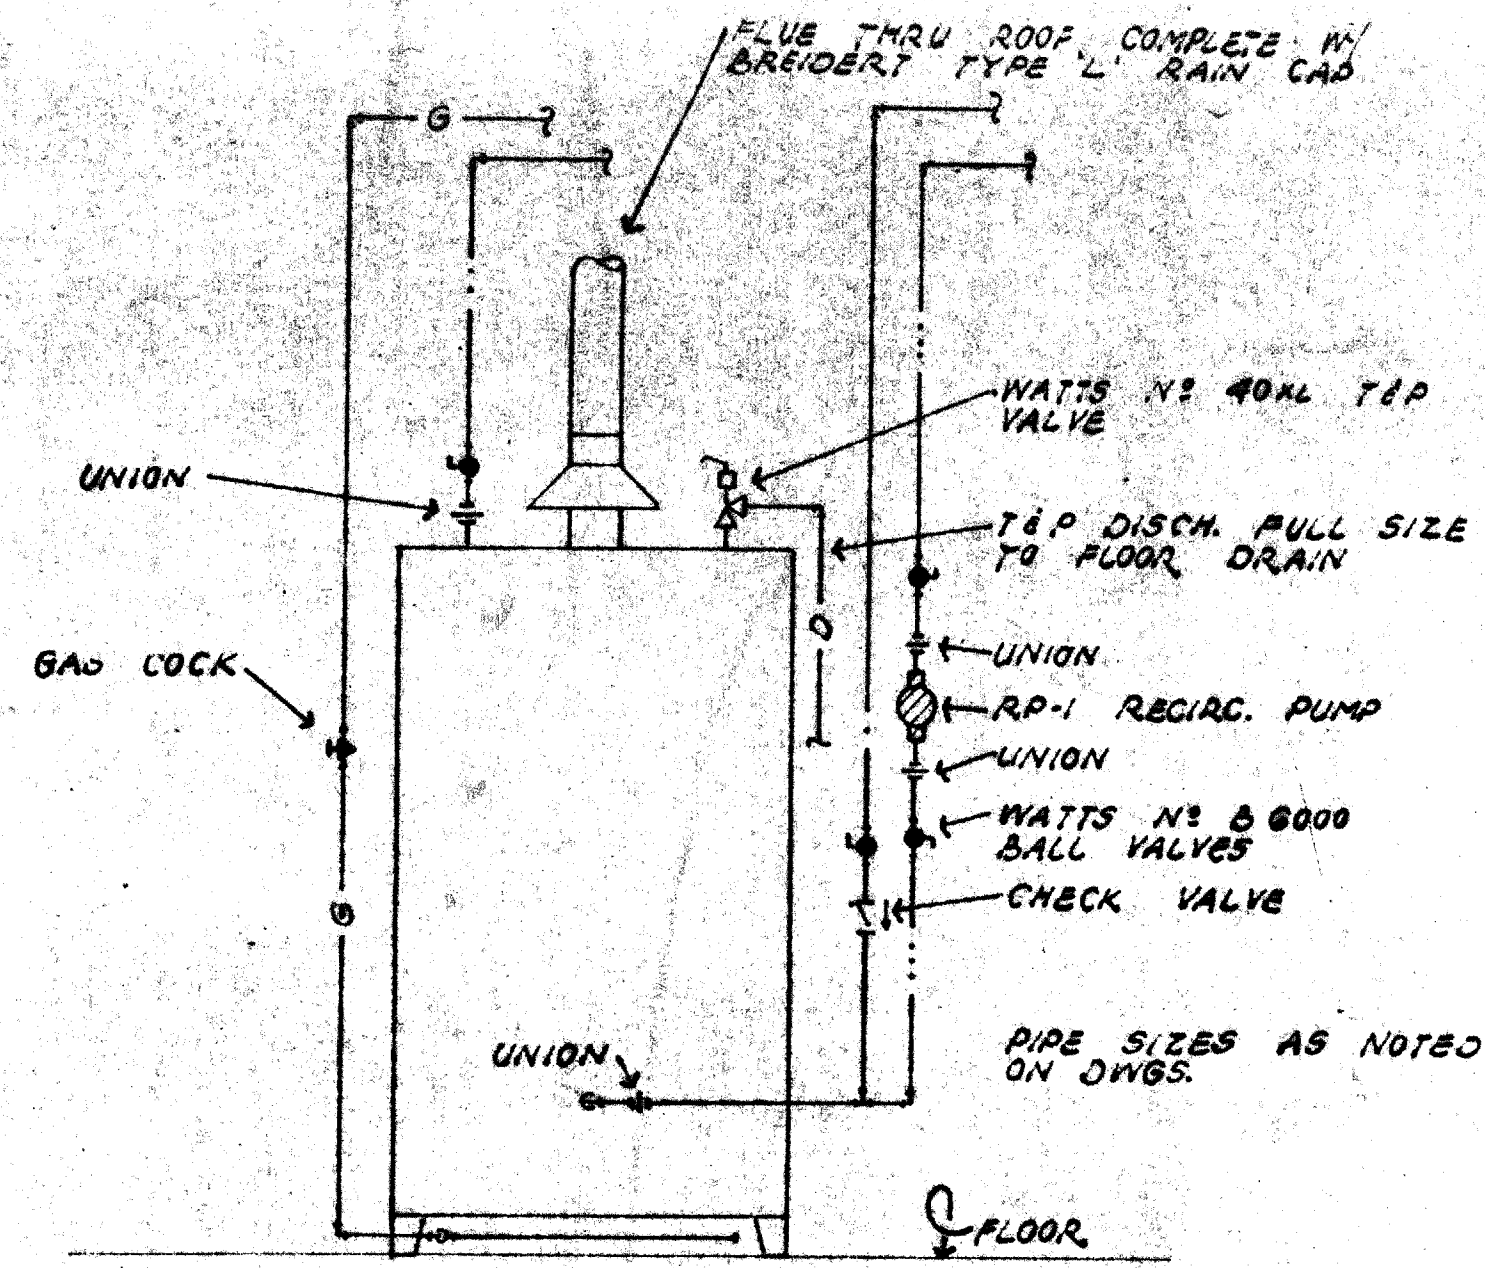 FLUE THRU ROOF, COMPLETE W/
BREIDERT TYPE 'L' RAIN CAP
G
WATTS Nº 40XL T&P
VALVE
UNION
T&P DISCH. FULL SIZE
TO FLOOR DRAIN
D
UNION
GAS COCK
RP-1 RECIRC. PUMP
UNION
WATTS Nº B 6000
BALL VALVES
CHECK VALVE
G
PIPE SIZES AS NOTED
ON DWGS.
UNION
FLOOR